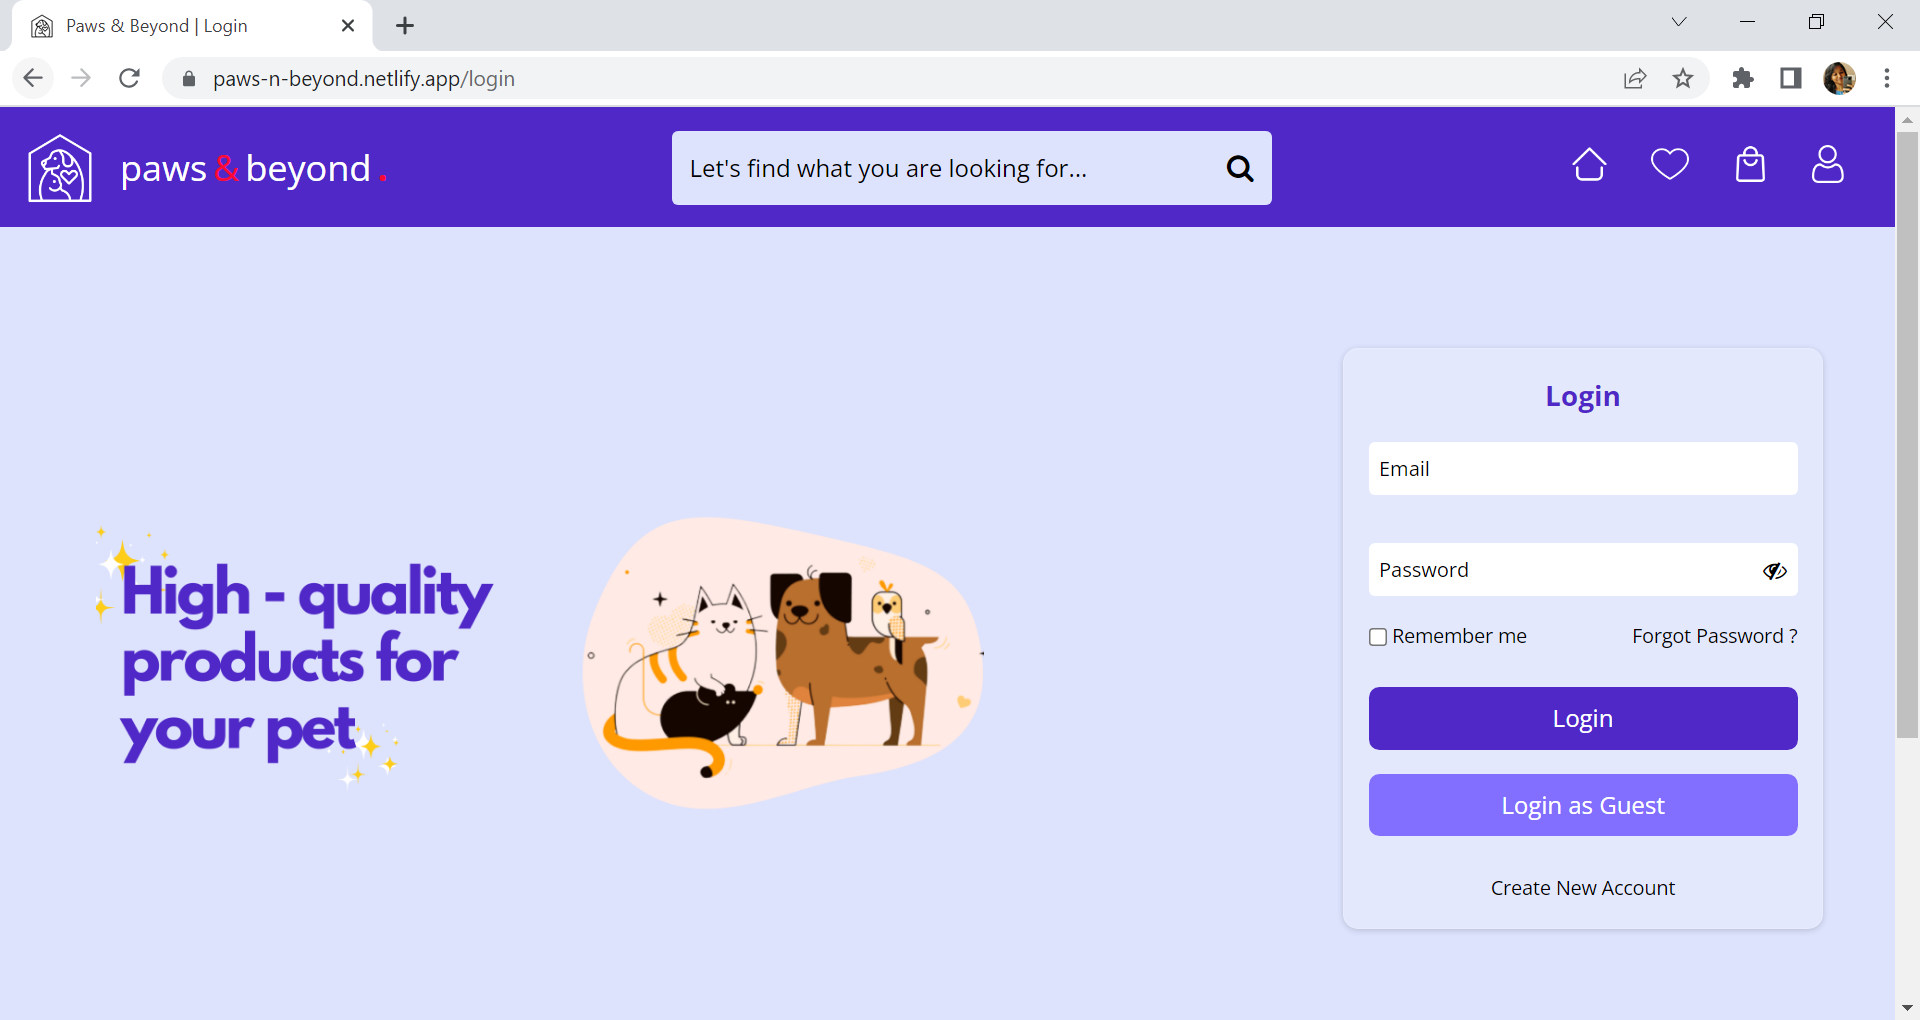 Paws & Beyond | Login
paws-n-beyond.netlify.app/login
paws & beyond .
Let's find what you are looking for...
High - quality
products for
your pet
Login
Email
Password
Remember me
Forgot Password ?
Login
Login as Guest
Create New Account